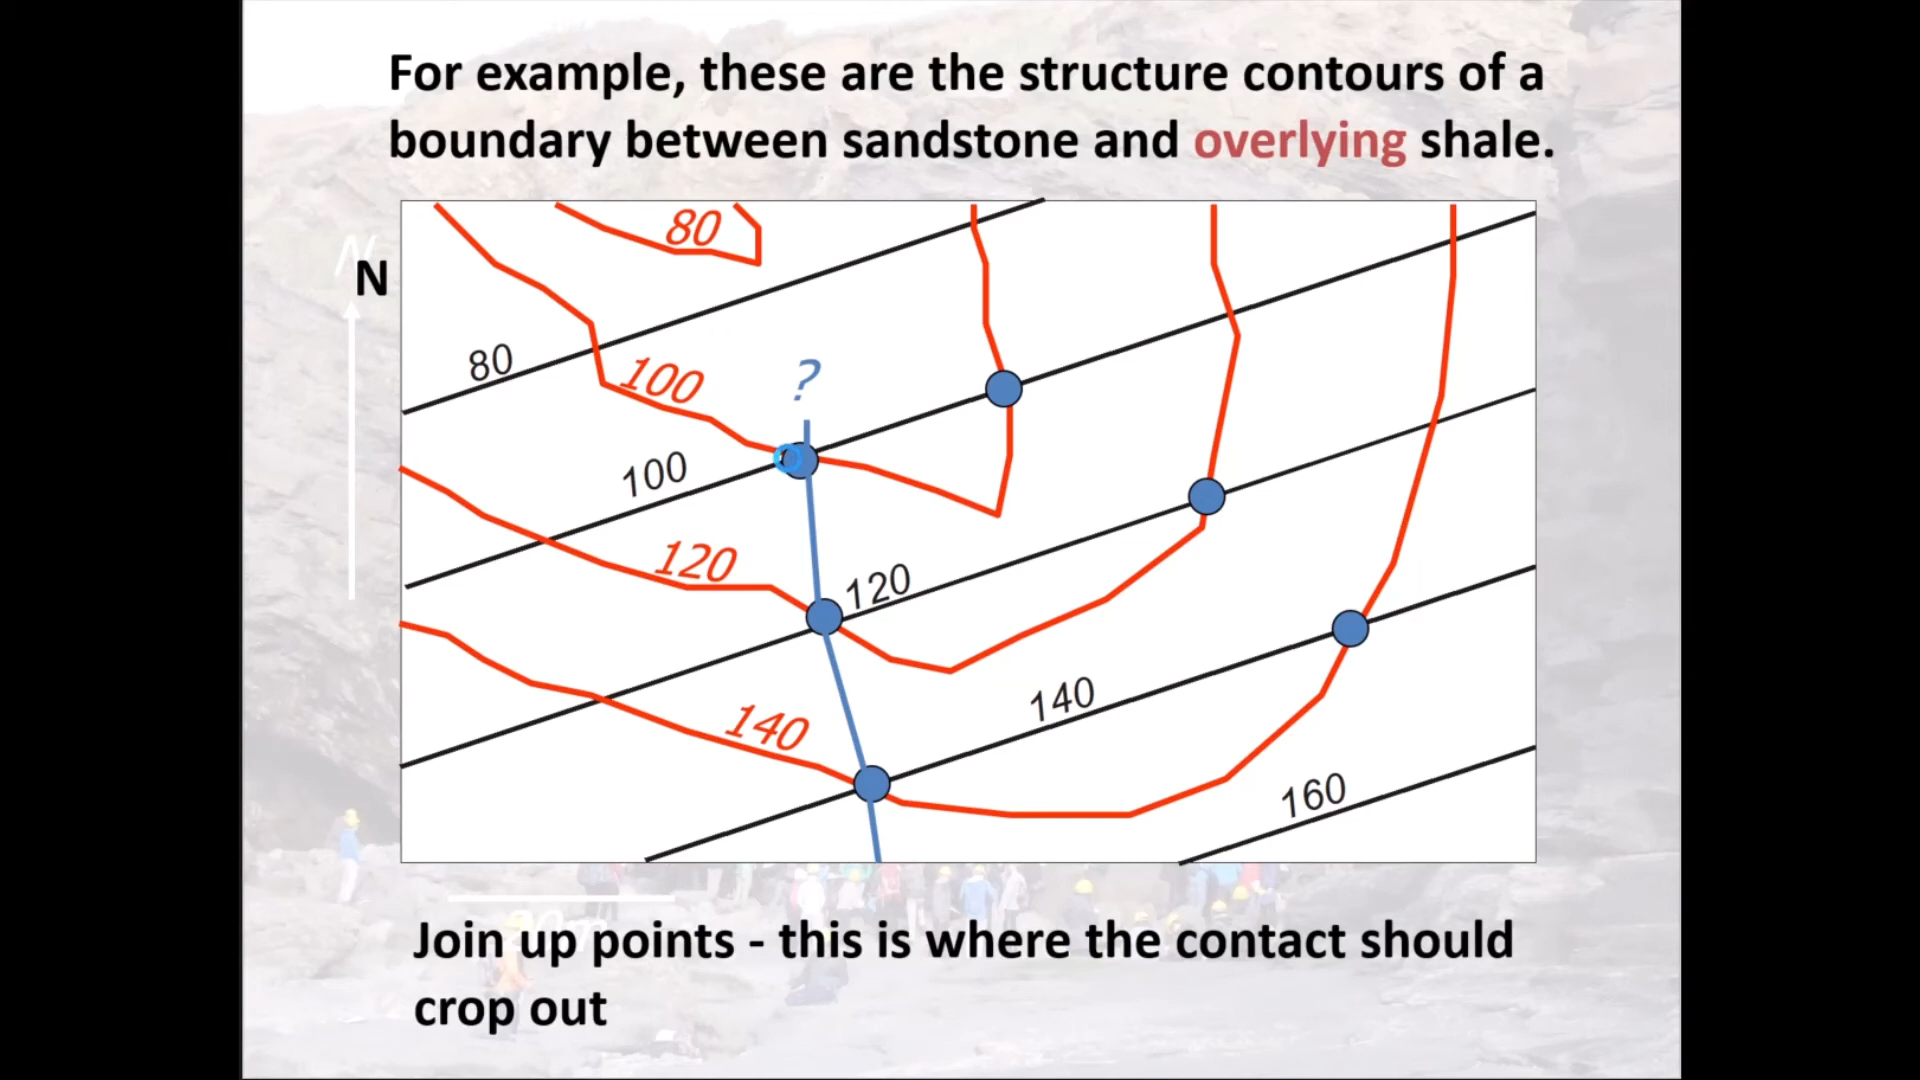 For example, these are the structure contours of a
boundary between sandstone and overlying shale.
80
N
80
100
?
100
120
120
140
140
160
Join up points - this is where the contact should
crop out